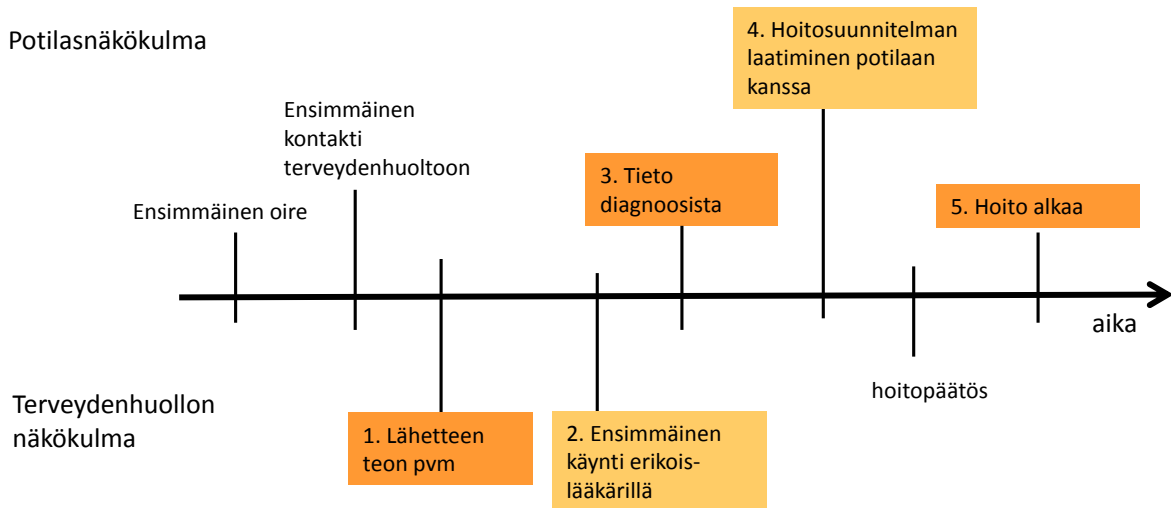 Potilasnäkökulma
4. Hoitosuunnitelman
laatiminen potilaan
kanssa
Ensimmäinen
kontakti
terveydenhuoltoon
3. Tieto
diagnoosista
Ensimmäinen oire
5. Hoito alkaa
aika
hoitopäätös
Terveydenhuollon
näkökulma
1. Lähetteen
teon pvm
2. Ensimmäinen
käynti erikois-
lääkärillä